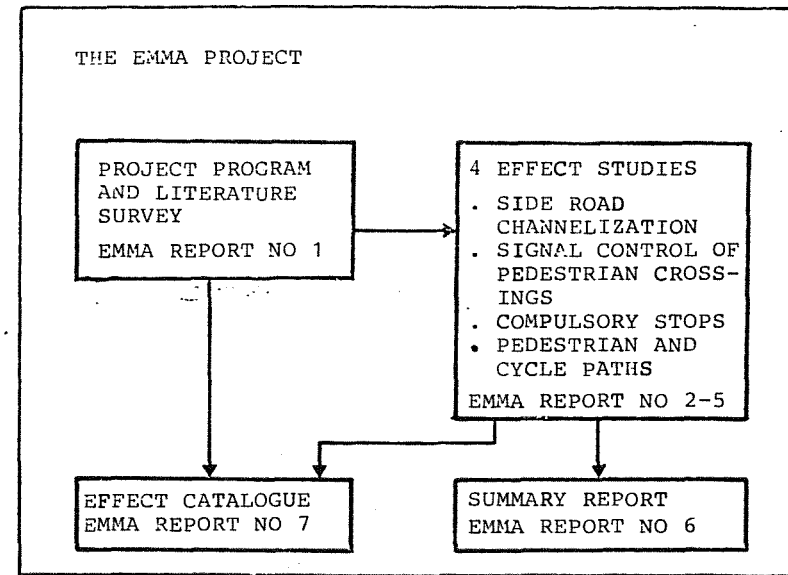 THE EMMA PROJECT
PROJECT PROGRAM
AND LITERATURE
SURVEY
EMMA REPORT NO 1
4 EFFECT STUDIES
. SIDE ROAD
CHANNELIZATION
. SIGNAL CONTROL OF
PEDESTRIAN CROSS-
INGS
. COMPULSORY STOPS
. PEDESTRIAN AND
CYCLE PATHS
EMMA REPORT NO 2-5
EFFECT CATALOGUE
EMMA REPORT NO 7
SUMMARY REPORT
EMMA REPORT NO 6